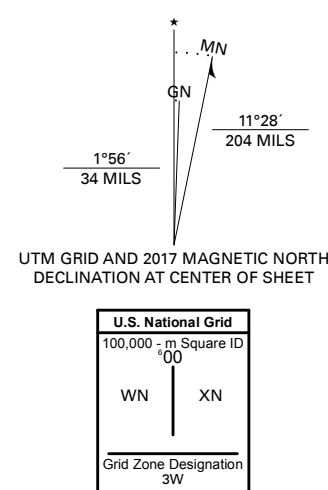 ★
MN
GN
11°28´
204 MILS
1°56´
34 MILS
UTM GRID AND 2017 MAGNETIC NORTH
DECLINATION AT CENTER OF SHEET
U.S. National Grid
100,000 - m Square ID
⁶00
WN XN
Grid Zone Designation
3W